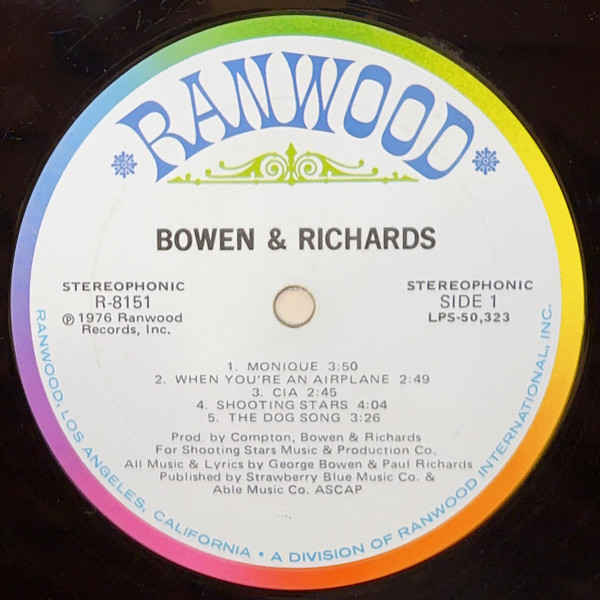 RANWOOD
BOWEN & RICHARDS
STEREOPHONIC
R-8151
℗ 1976 Ranwood
Records, Inc.
STEREOPHONIC
SIDE 1
LPS-50,323
1. MONIQUE 3:50
2. WHEN YOU'RE AN AIRPLANE 2:49
3. CIA 2:45
4. SHOOTING STARS 4:04
5. THE DOG SONG 3:26
Prod. by Compton, Bowen & Richards
For Shooting Stars Music & Production Co.
All Music & Lyrics by George Bowen & Paul Richards
Published by Strawberry Blue Music Co. &
Able Music Co. ASCAP
RANWOOD, LOS ANGELES, CALIFORNIA • A DIVISION OF RANWOOD INTERNATIONAL, INC.